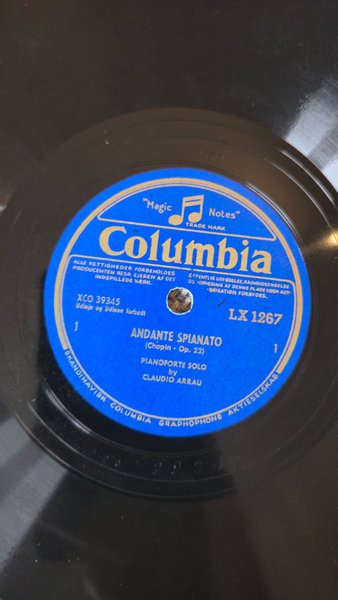 "Magic Notes"
TRADE MARK
Columbia
ALLE RETTIGHEDER FORBEHOLDES
PRODUCENTEN RESP. EJEREN AF DET
INDSPILLEDE VÆRK.
OFFENTLIG UDFØRELSE, RADIOUDSENDELSE
OG KOPIERING AF DENNE PLADE UDEN AUT-
ORISATION FORBYDES.
XCO 39345
Udleje og Udlaan forbudt
LX 1267
1
1
ANDANTE SPIANATO
(Chopin · Op. 22)
PIANOFORTE SOLO
by
CLAUDIO ARRAU
SKANDINAVISK COLUMBIA GRAPHOPHONE AKTIESELSKAB